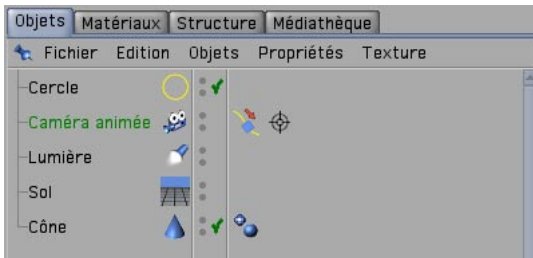 Objets Matériaux Structure Médiathèque
Fichier Edition Objets Propriétés Texture
Cercle
Caméra animée
Lumière
Sol
Cône